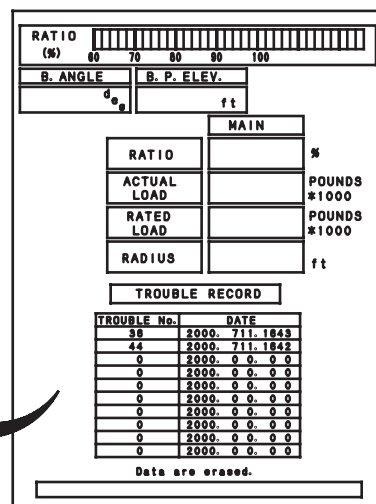 RATIO
(%) 60 70 80 90 100
B. ANGLE B. P. ELEV.
deg ft
MAIN
RATIO %
ACTUAL LOAD POUNDS *1000
RATED LOAD POUNDS *1000
RADIUS ft
TROUBLE RECORD
TROUBLE No. DATE
36 2000. 711. 1643
44 2000. 711. 1642
0 2000. 0 0. 0 0
0 2000. 0 0. 0 0
0 2000. 0 0. 0 0
0 2000. 0 0. 0 0
0 2000. 0 0. 0 0
0 2000. 0 0. 0 0
0 2000. 0 0. 0 0
0 2000. 0 0. 0 0
Data are erased.